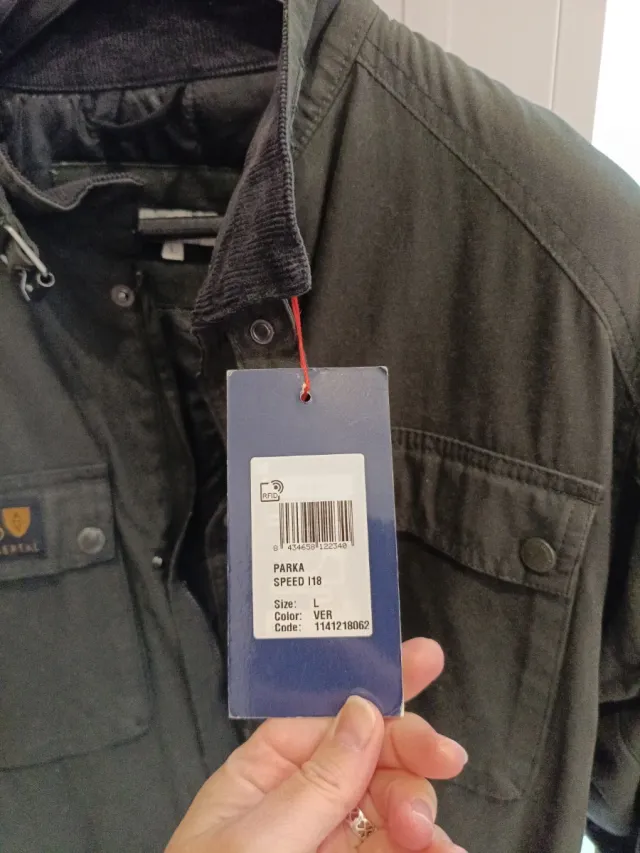 RFID
8 434658 122340
PARKA
SPEED I18
Size: L
Color: VER
Code: 1141218062
L